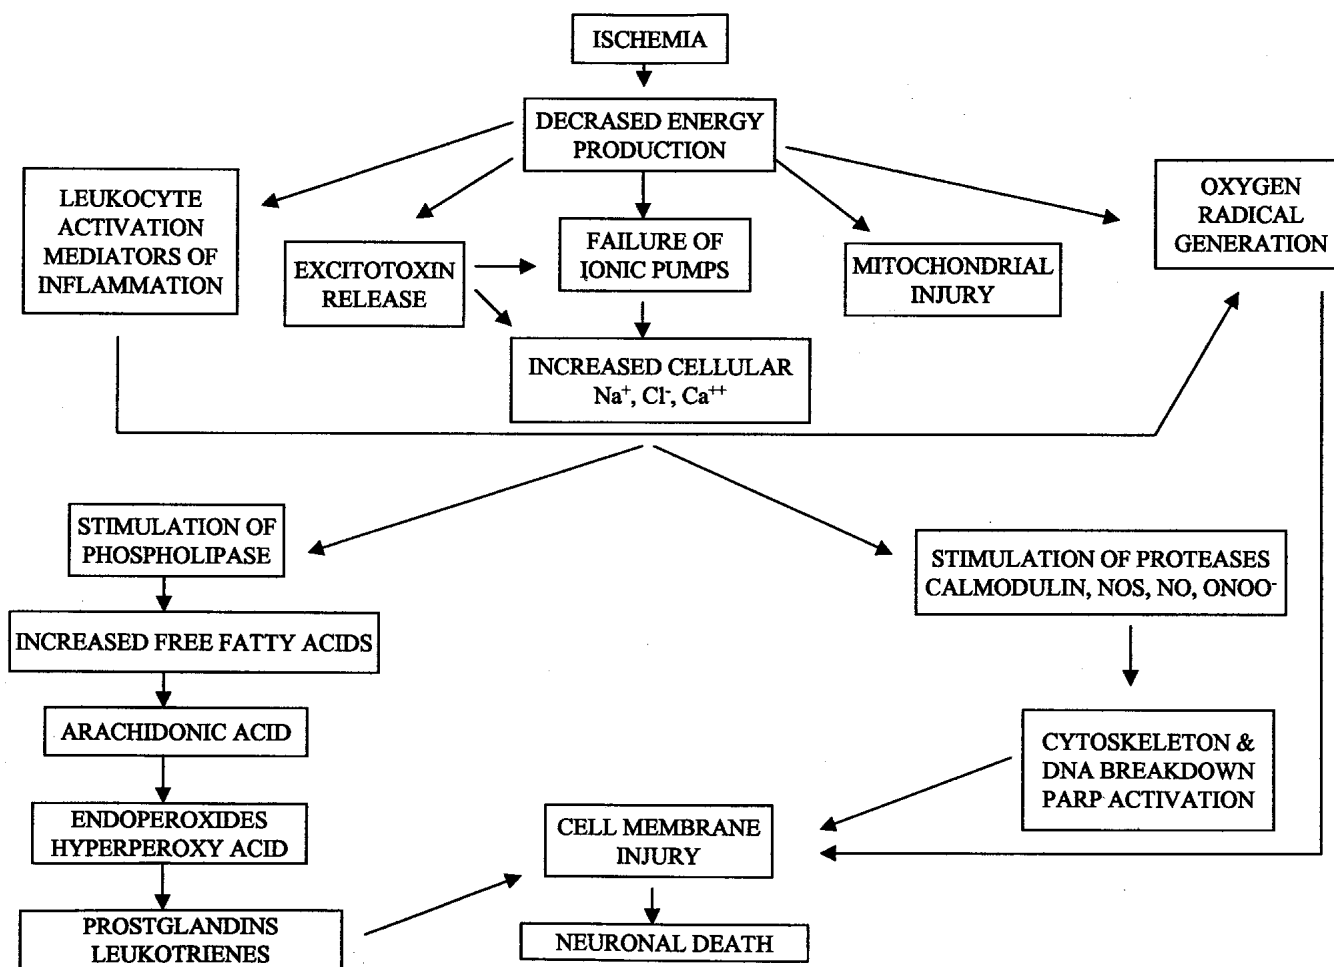 ISCHEMIA
DECRASED ENERGY
PRODUCTION
LEUKOCYTE
ACTIVATION
MEDIATORS OF
INFLAMMATION
EXCITOTOXIN
RELEASE
FAILURE OF
IONIC PUMPS
MITOCHONDRIAL
INJURY
OXYGEN
RADICAL
GENERATION
INCREASED CELLULAR
Na⁺, Cl⁻, Ca⁺⁺
STIMULATION OF
PHOSPHOLIPASE
INCREASED FREE FATTY ACIDS
ARACHIDONIC ACID
ENDOPEROXIDES
HYPERPEROXY ACID
PROSTGLANDINS
LEUKOTRIENES
STIMULATION OF PROTEASES
CALMODULIN, NOS, NO, ONOO⁻
CYTOSKELETON &
DNA BREAKDOWN
PARP ACTIVATION
CELL MEMBRANE
INJURY
NEURONAL DEATH